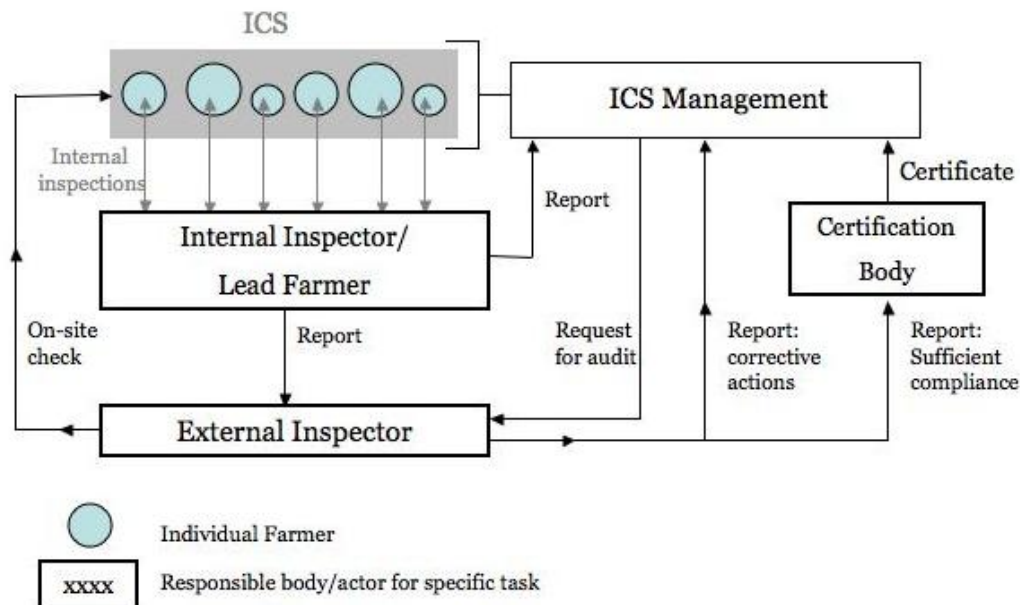 ICS
ICS Management
Internal
inspections
Report
Certificate
Internal Inspector/
Lead Farmer
Certification
Body
On-site
check
Report
Request
for audit
Report:
corrective
actions
Report:
Sufficient
compliance
External Inspector
Individual Farmer
xxxx
Responsible body/actor for specific task